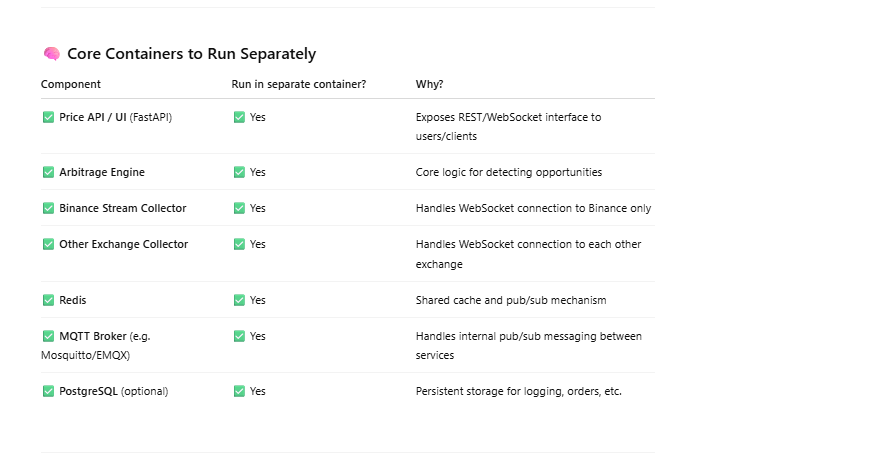 🧠 Core Containers to Run Separately
Component Run in separate container? Why?
✅ Price API / UI (FastAPI) ✅ Yes Exposes REST/WebSocket interface to
users/clients
✅ Arbitrage Engine ✅ Yes Core logic for detecting opportunities
✅ Binance Stream Collector ✅ Yes Handles WebSocket connection to Binance only
✅ Other Exchange Collector ✅ Yes Handles WebSocket connection to each other
exchange
✅ Redis ✅ Yes Shared cache and pub/sub mechanism
✅ MQTT Broker (e.g. ✅ Yes Handles internal pub/sub messaging between
Mosquitto/EMQX) services
✅ PostgreSQL (optional) ✅ Yes Persistent storage for logging, orders, etc.